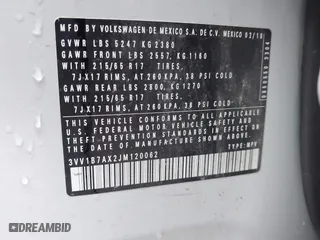 MFD BY VOLKSWAGEN DE MEXICO S.A. DE C.V. MEXICO 02/18
GVWR LBS 5247 KG 2380
GAWR FRONT LBS 2557, KG 1160
WITH 215/65 R17 TIRES,
7JX17 RIMS, AT 260 KPA, 38 PSI COLD
GAWR REAR LBS 2800, KG 1270
WITH 215/65 R17 TIRES,
7JX17 RIMS, AT 260 KPA, 38 PSI COLD
THIS VEHICLE CONFORMS TO ALL APPLICABLE
FEDERAL MOTOR VEHICLE SAFETY AND
THEFT PREVENTION STANDARDS IN EFFECT ON
THE DATE OF MANUFACTURE SHOWN ABOVE.
3VV1B7AX2JM120062 TYPE: MPV
DREAMBID